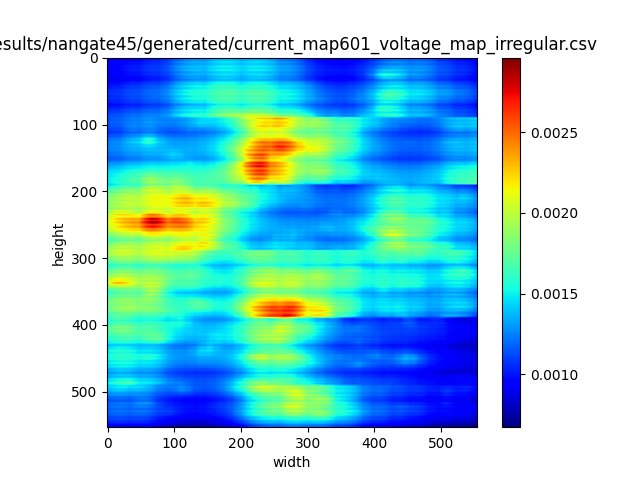 esults/nangate45/generated/current_map601_voltage_map_irregular.csv
0
100
200
300
400
500
height
0 100 200 300 400 500
width
0.0025
0.0020
0.0015
0.0010